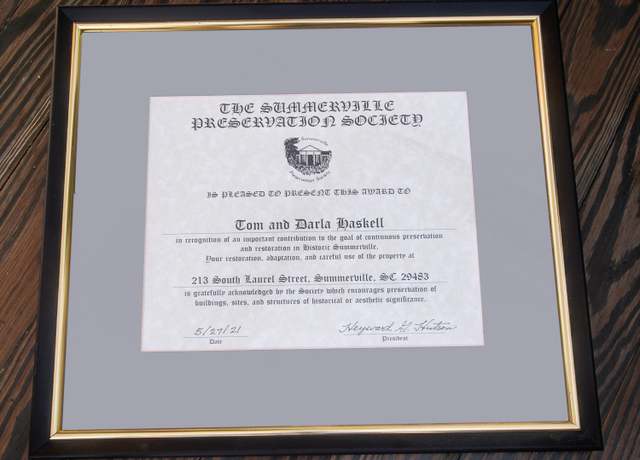 THE SUMMERVILLE
PRESERVATION SOCIETY
Summerville
Preservation Society
IS PLEASED TO PRESENT THIS AWARD TO
Tom and Darla Haskell
in recognition of an important contribution to the goal of continuous preservation
and restoration in Historic Summerville.
Your restoration, adaptation, and careful use of the property at
213 South Laurel Street, Summerville, SC 29483
is gratefully acknowledged by the Society which encourages preservation of
buildings, sites, and structures of historical or aesthetic significance.
5/27/21 Heyward G. Hutson
Date President